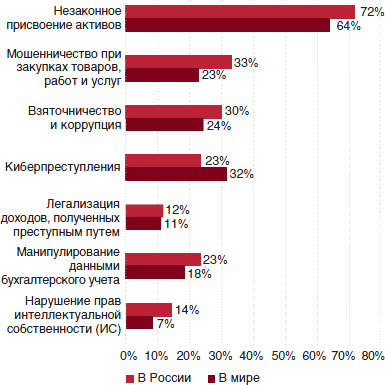 Незаконное
присвоение активов
72%
64%
Мошенничество при
закупках товаров,
работ и услуг
33%
23%
Взяточничество
и коррупция
30%
24%
Киберпреступления
23%
32%
Легализация
доходов, полученных
преступным путем
12%
11%
Манипулирование
данными
бухгалтерского учета
23%
18%
Нарушение прав
интеллектуальной
собственности (ИС)
14%
7%
0% 10% 20% 30% 40% 50% 60% 70% 80%
В России В мире